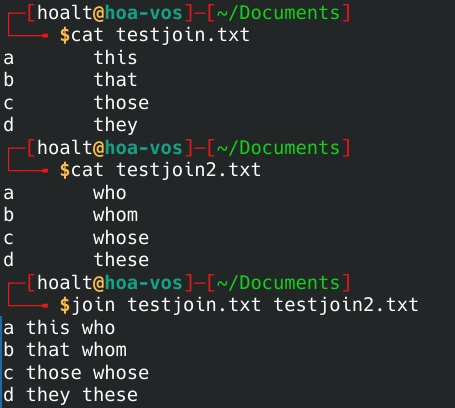 ┌─[hoalt@hoa-vos]─[~/Documents]
└──╼ $cat testjoin.txt
a       this
b       that
c       those
d       they
┌─[hoalt@hoa-vos]─[~/Documents]
└──╼ $cat testjoin2.txt
a       who
b       whom
c       whose
d       these
┌─[hoalt@hoa-vos]─[~/Documents]
└──╼ $join testjoin.txt testjoin2.txt
a this who
b that whom
c those whose
d they these